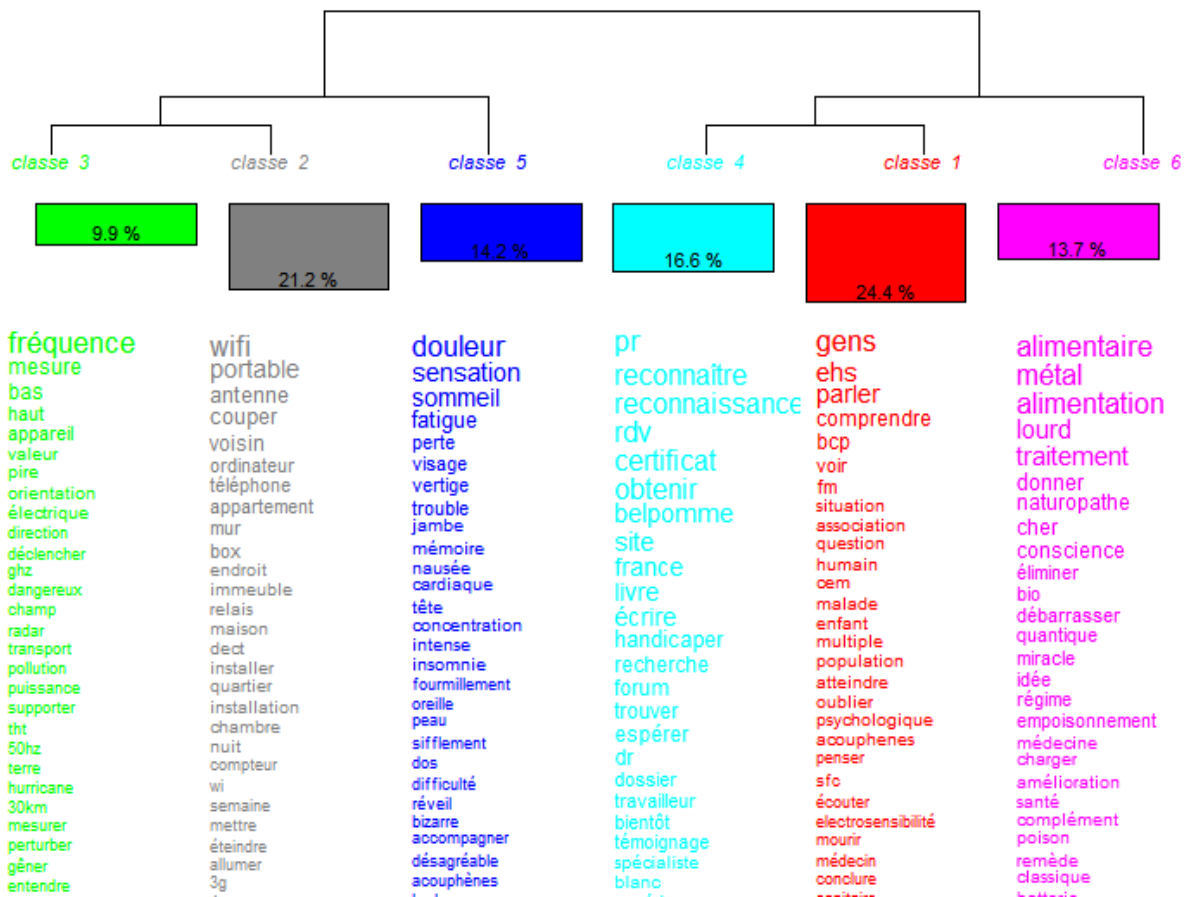 classe 3
classe 2
classe 5
classe 4
classe 1
classe 6
9.9 %
21.2 %
14.2 %
16.6 %
24.4 %
13.7 %
fréquence
mesure
bas
haut
appareil
valeur
pire
orientation
électrique
direction
déclencher
ghz
dangereux
champ
radar
transport
pollution
puissance
supporter
tht
50hz
terre
hurricane
30km
mesurer
perturber
gêner
entendre
wifi
portable
antenne
couper
voisin
ordinateur
téléphone
appartement
mur
box
endroit
immeuble
relais
maison
dect
installer
quartier
installation
chambre
nuit
compteur
wi
semaine
mettre
éteindre
allumer
3g
douleur
sensation
sommeil
fatigue
perte
visage
vertige
trouble
jambe
mémoire
nausée
cardiaque
tête
concentration
intense
insomnie
fourmillement
oreille
peau
sifflement
dos
difficulté
réveil
bizarre
accompagner
désagréable
acouphènes
pr
reconnaître
reconnaissance
rdv
certificat
obtenir
belpomme
site
france
livre
écrire
handicaper
recherche
forum
trouver
espérer
dr
dossier
travailleur
bientôt
témoignage
spécialiste
blanc
gens
ehs
parler
comprendre
bcp
voir
fm
situation
association
question
humain
cem
malade
enfant
multiple
population
atteindre
oublier
psychologique
acouphenes
penser
sfc
écouter
electrosensibilité
mourir
médecin
conclure
alimentaire
métal
alimentation
lourd
traitement
donner
naturopathe
cher
conscience
éliminer
bio
débarrasser
quantique
miracle
idée
régime
empoisonnement
médecine
charger
amélioration
santé
complément
poison
remède
classique